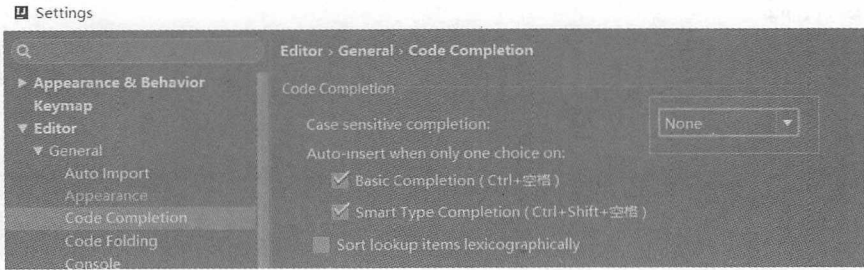 Settings
Editor › General › Code Completion
▶ Appearance & Behavior
Keymap
▼ Editor
▼ General
Auto Import
Appearance
Code Completion
Code Folding
Console
Code Completion
Case sensitive completion:
None
Auto-insert when only one choice on:
Basic Completion ( Ctrl+空格 )
Smart Type Completion ( Ctrl+Shift+空格 )
Sort lookup items lexicographically